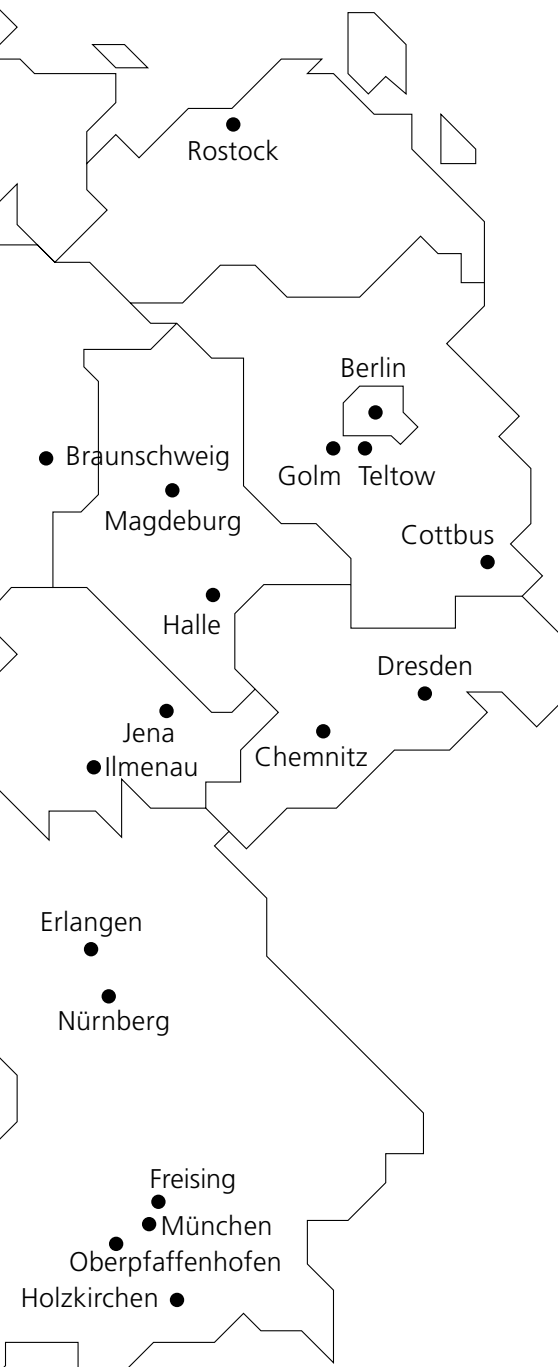 Rostock
Berlin
Braunschweig
Golm
Teltow
Magdeburg
Cottbus
Halle
Dresden
Jena
Chemnitz
Ilmenau
Erlangen
Nürnberg
Freising
München
Oberpfaffenhofen
Holzkirchen